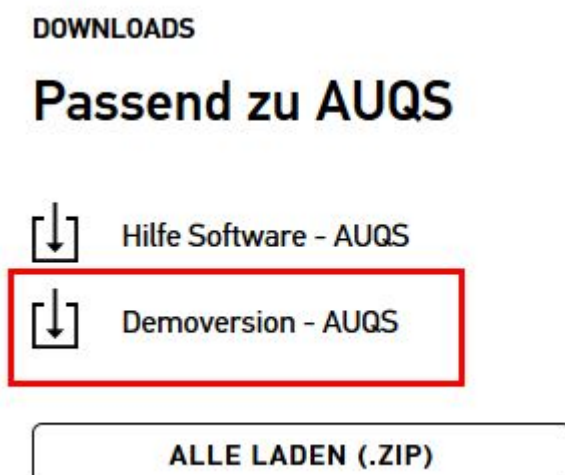 DOWNLOADS
Passend zu AUQS
Hilfe Software - AUQS
Demoversion - AUQS
ALLE LADEN (.ZIP)